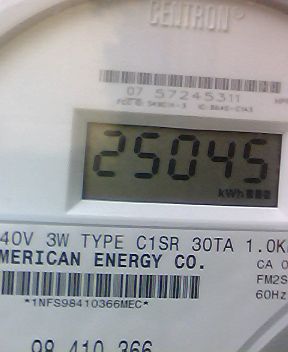 CENTRON
07 57245311
25045
kWh
40V 3W TYPE C1SR 30TA 1.0K
MERICAN ENERGY CO.
CA 0
FM2S
60Hz
*1NFS98410366MEC*
98 410 366